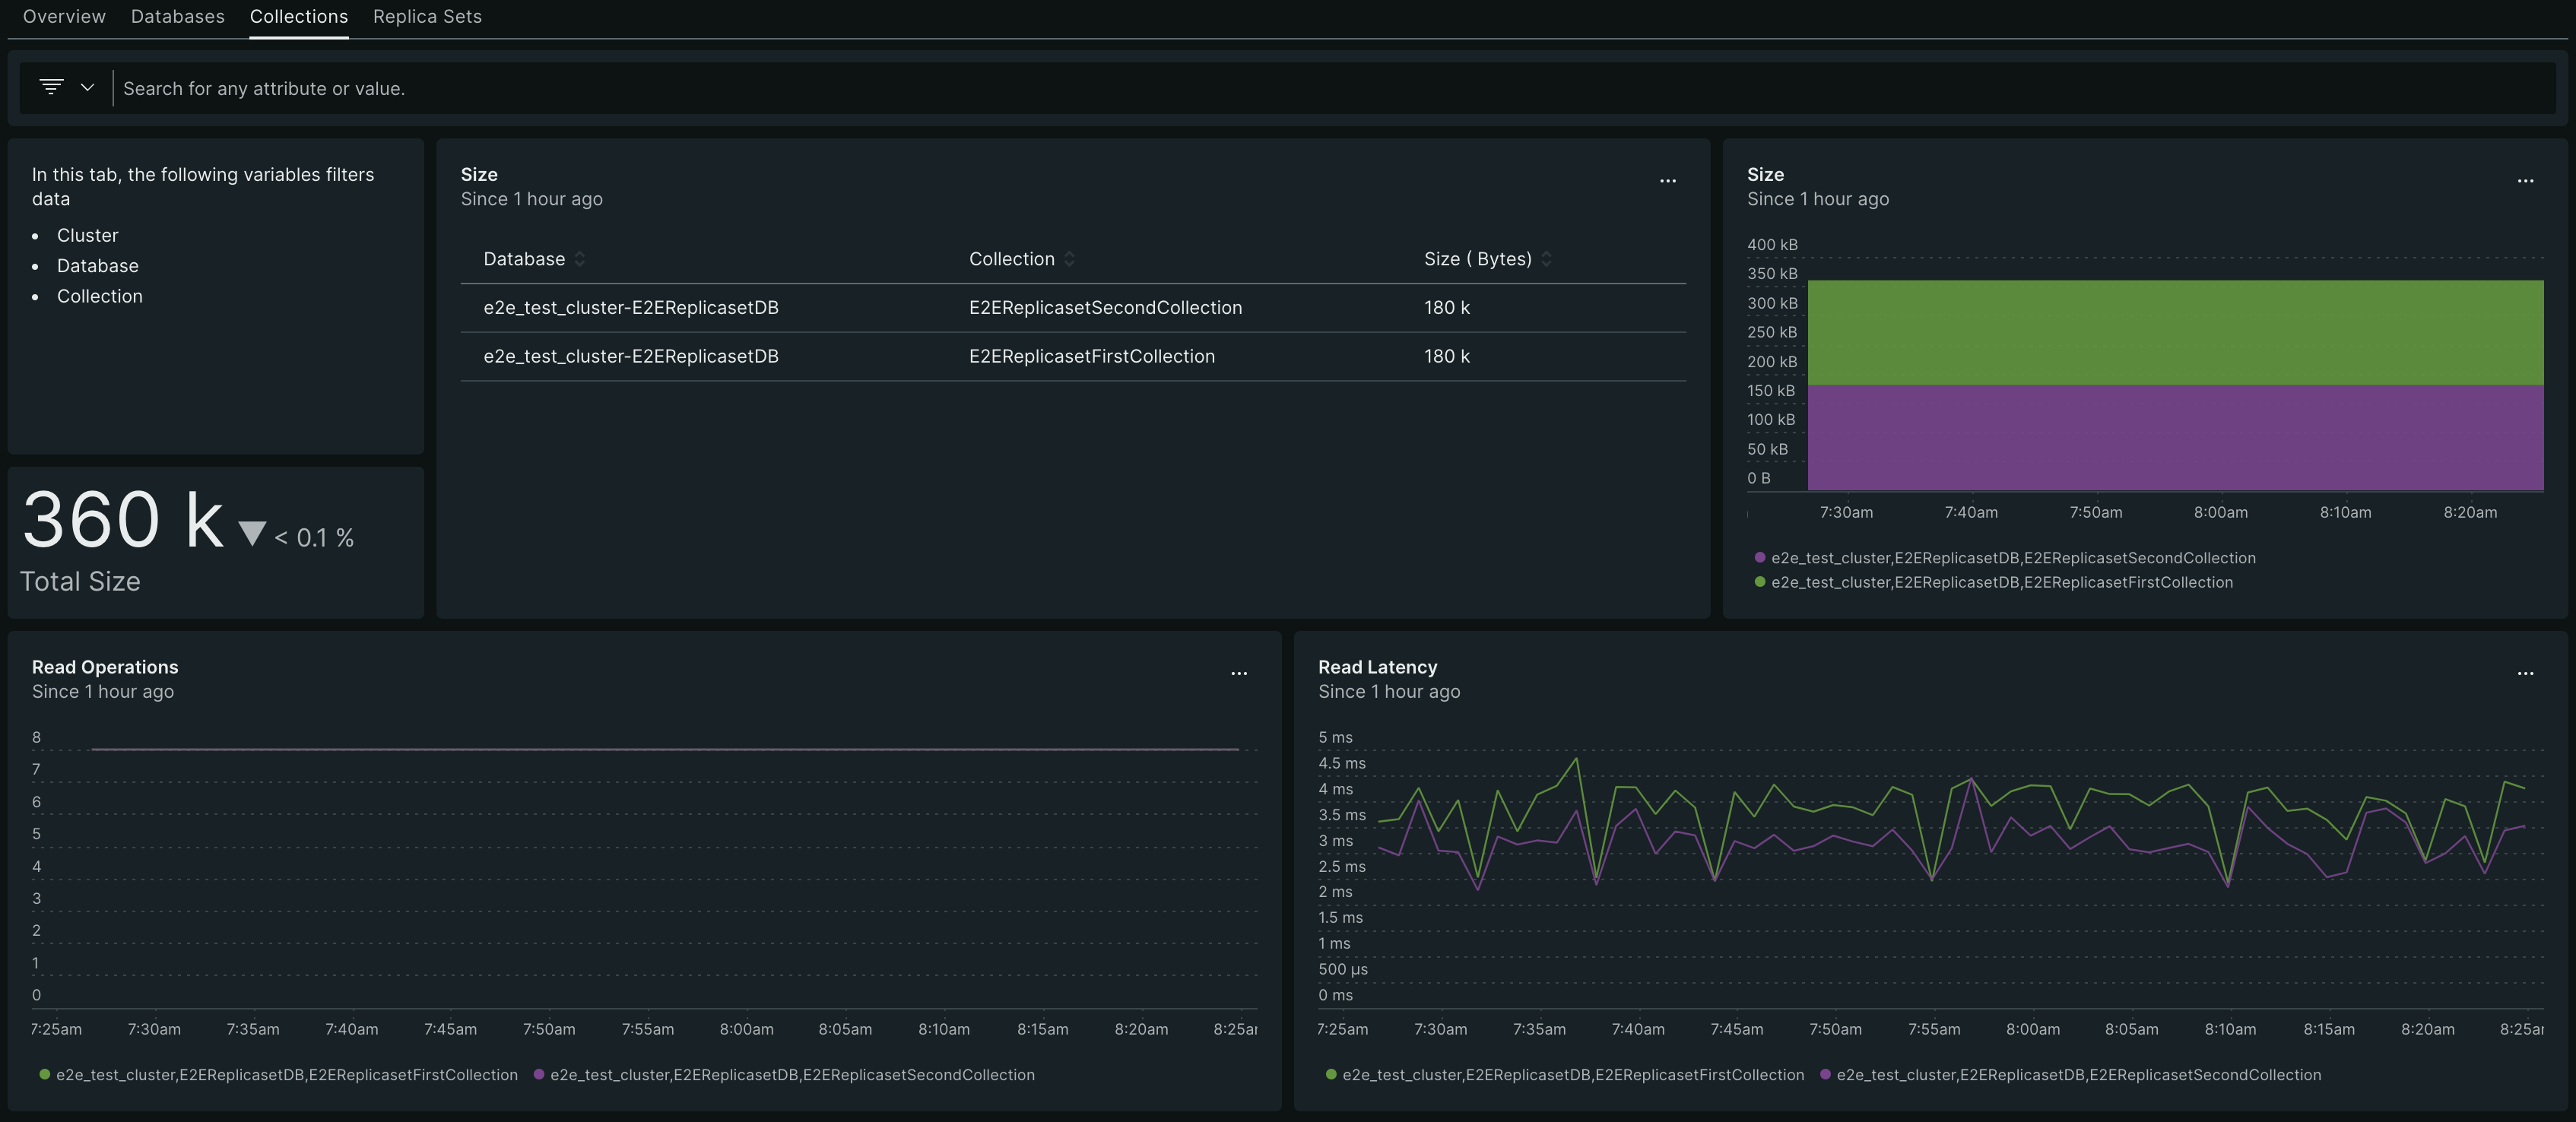 Overview Databases Collections Replica Sets
Search for any attribute or value.
In this tab, the following variables filters
data
• Cluster
• Database
• Collection
360 k ▼ < 0.1 %
Total Size
Size
Since 1 hour ago
Database Collection Size ( Bytes)
e2e_test_cluster-E2EReplicasetDB E2EReplicasetSecondCollection 180 k
e2e_test_cluster-E2EReplicasetDB E2EReplicasetFirstCollection 180 k
Size
Since 1 hour ago
400 kB
350 kB
300 kB
250 kB
200 kB
150 kB
100 kB
50 kB
0 B
7:30am 7:40am 7:50am 8:00am 8:10am 8:20am
e2e_test_cluster,E2EReplicasetDB,E2EReplicasetSecondCollection
e2e_test_cluster,E2EReplicasetDB,E2EReplicasetFirstCollection
Read Operations
Since 1 hour ago
8
7
6
5
4
3
2
1
0
7:25am 7:30am 7:35am 7:40am 7:45am 7:50am 7:55am 8:00am 8:05am 8:10am 8:15am 8:20am 8:25a
e2e_test_cluster,E2EReplicasetDB,E2EReplicasetFirstCollection e2e_test_cluster,E2EReplicasetDB,E2EReplicasetSecondCollection
Read Latency
Since 1 hour ago
5 ms
4.5 ms
4 ms
3.5 ms
3 ms
2.5 ms
2 ms
1.5 ms
1 ms
500 µs
0 ms
7:25am 7:30am 7:35am 7:40am 7:45am 7:50am 7:55am 8:00am 8:05am 8:10am 8:15am 8:20am 8:25a
e2e_test_cluster,E2EReplicasetDB,E2EReplicasetFirstCollection e2e_test_cluster,E2EReplicasetDB,E2EReplicasetSecondCollection